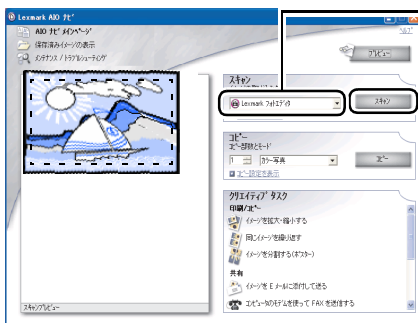 Lexmark AIO ﾅﾋﾞ
AIO ﾅﾋﾞ ﾒｲﾝﾍﾟｰｼﾞ
保存済みイメージの表示
ﾒﾝﾃﾅﾝｽ / ﾄﾗﾌﾞﾙｼｭｰﾃｨﾝｸﾞ
ﾍﾙﾌﾟ
ﾌﾟﾚﾋﾞｭｰ
スキャン
Lexmark ﾌｫﾄｴﾃﾞｨﾀ
スキャン
コピー
コピー部数とモード
1
ｶﾗｰ写真
コピー
コピー設定を表示
クリエイティブ タスク
印刷/コピー
イメージを拡大・縮小する
同じイメージを繰り返す
イメージを分割する(ポスター)
共有
イメージを E メールに添付して送る
コンピュータのモデムを使って FAX を送信する
スキャンプレビュー